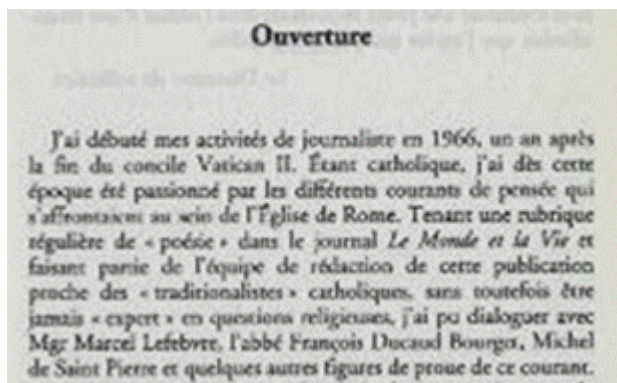 Ouverture
J'ai débuté mes activités de journaliste en 1966, un an après
la fin du concile Vatican II. Étant catholique, j'ai dès cette
époque été passionné par les différents courants de pensée qui
s'affrontaient au sein de l'Église de Rome. Tenant une rubrique
régulière de « poésie » dans le journal Le Monde et la Vie et
faisant partie de l'équipe de rédaction de cette publication
proche des « traditionalistes » catholiques, sans toutefois être
jamais « expert » en questions religieuses, j'ai pu dialoguer avec
Mgr Marcel Lefebvre, l'abbé François Ducaud Bourget, Michel
de Saint Pierre et quelques autres figures de proue de ce courant.